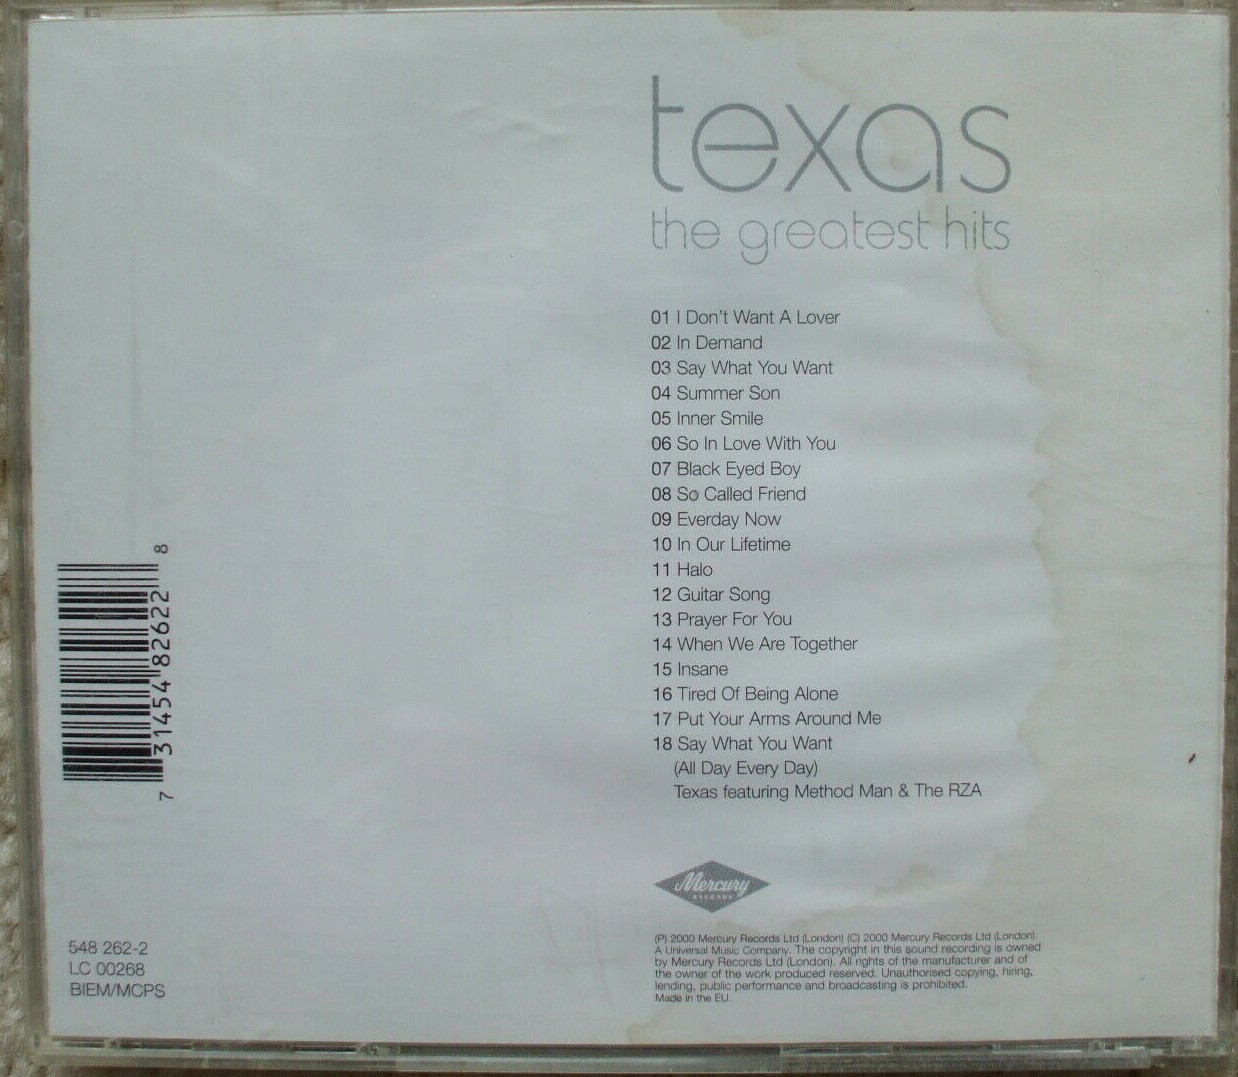 texas
the greatest hits
01 I Don't Want A Lover
02 In Demand
03 Say What You Want
04 Summer Son
05 Inner Smile
06 So In Love With You
07 Black Eyed Boy
08 So Called Friend
09 Everday Now
10 In Our Lifetime
11 Halo
12 Guitar Song
13 Prayer For You
14 When We Are Together
15 Insane
16 Tired Of Being Alone
17 Put Your Arms Around Me
18 Say What You Want
(All Day Every Day)
Texas featuring Method Man & The RZA
Mercury
RECORDS
(P) 2000 Mercury Records Ltd (London) (C) 2000 Mercury Records Ltd (London).
A Universal Music Company. The copyright in this sound recording is owned
by Mercury Records Ltd (London). All rights of the manufacturer and of
the owner of the work produced reserved. Unauthorised copying, hiring,
lending, public performance and broadcasting is prohibited.
Made in the EU.
7 31454 82622 8
548 262-2
LC 00268
BIEM/MCPS